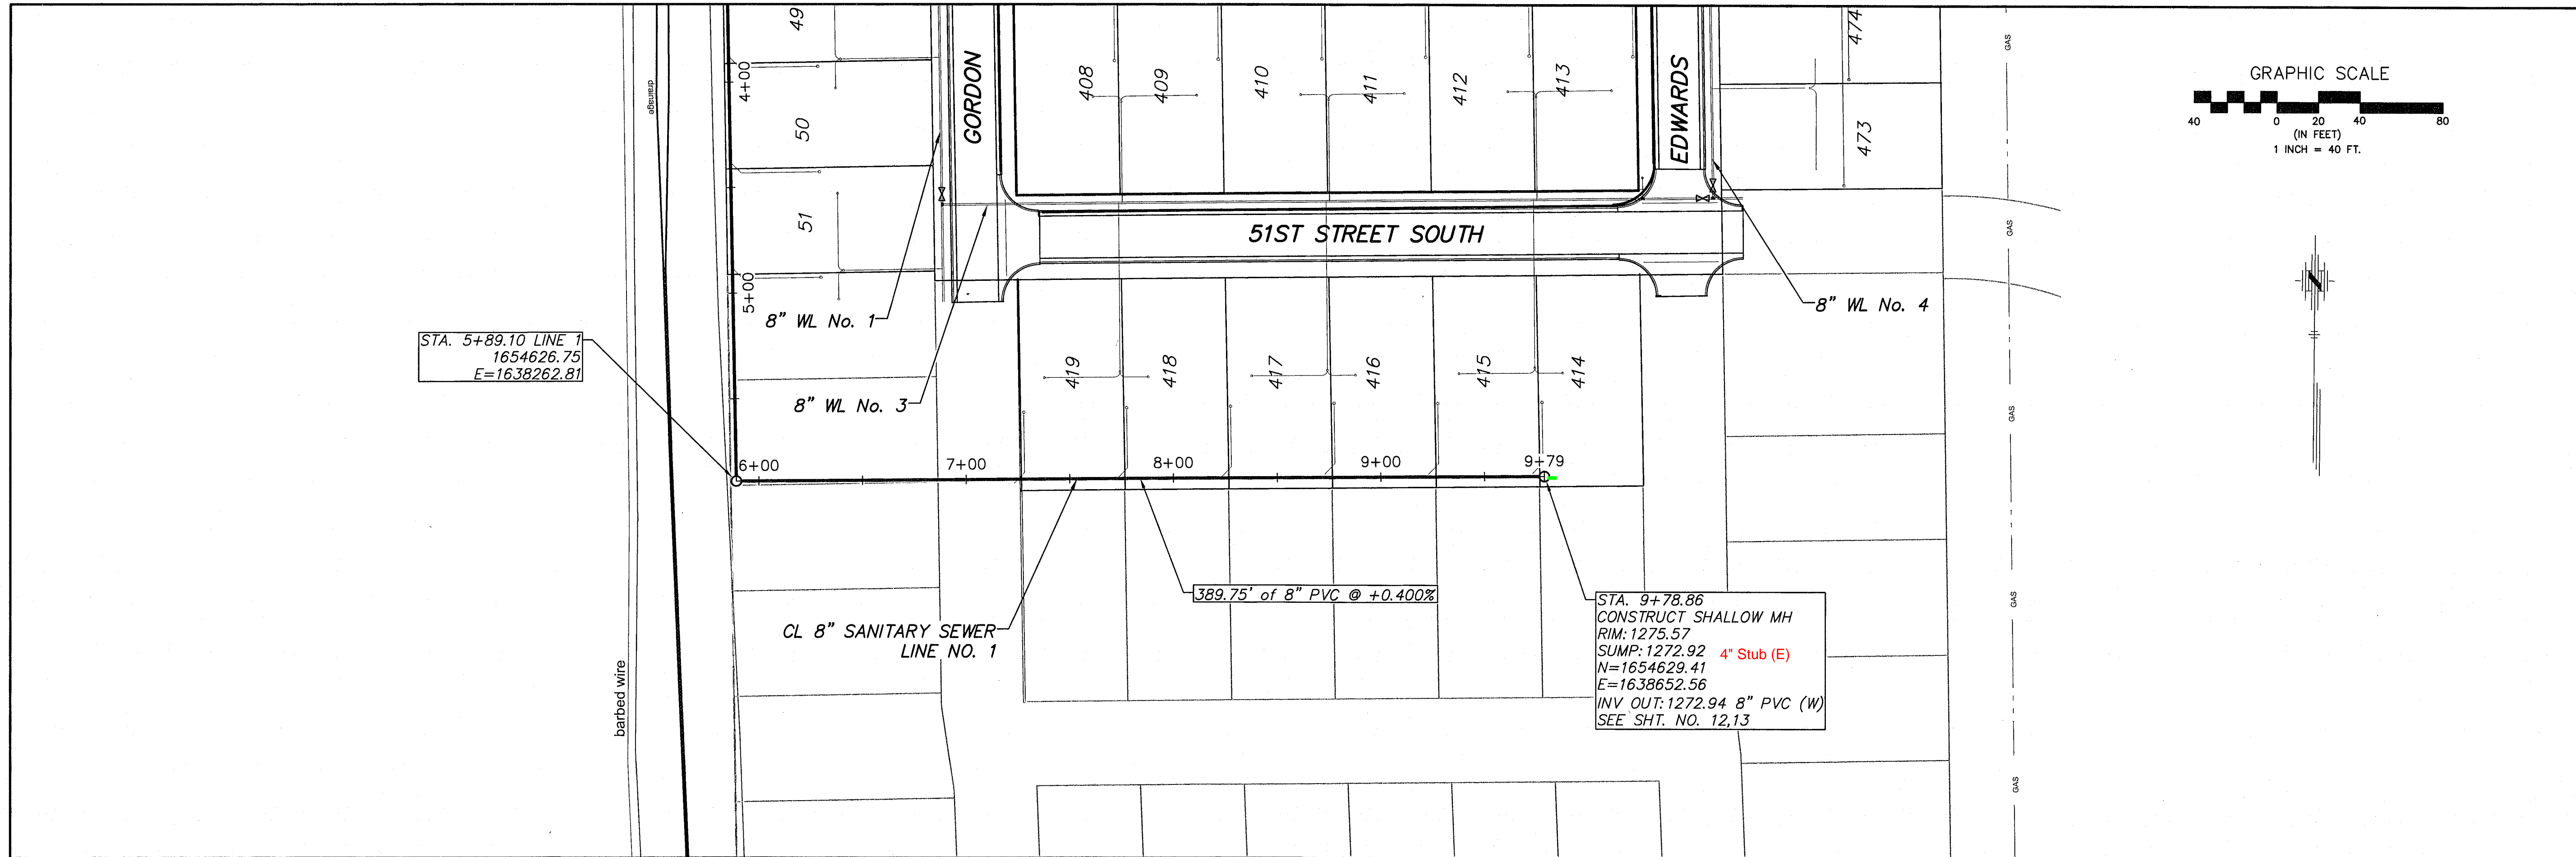 49
50
51
4+00
5+00
drainage
GORDON
408
409
410
411
412
413
EDWARDS
474
473
GAS
GAS
GAS
GAS
GAS
GRAPHIC SCALE
40 0 20 40 80
(IN FEET)
1 INCH = 40 FT.
N
51ST STREET SOUTH
8" WL No. 1
8" WL No. 3
8" WL No. 4
STA. 5+89.10 LINE 1
1654626.75
E=1638262.81
419
418
417
416
415
414
6+00
7+00
8+00
9+00
9+79
389.75' of 8" PVC @ +0.400%
CL 8" SANITARY SEWER
LINE NO. 1
STA. 9+78.86
CONSTRUCT SHALLOW MH
RIM:1275.57
SUMP:1272.92 4" Stub (E)
N=1654629.41
E=1638652.56
INV OUT:1272.94 8" PVC (W)
SEE SHT. NO. 12,13
barbed wire